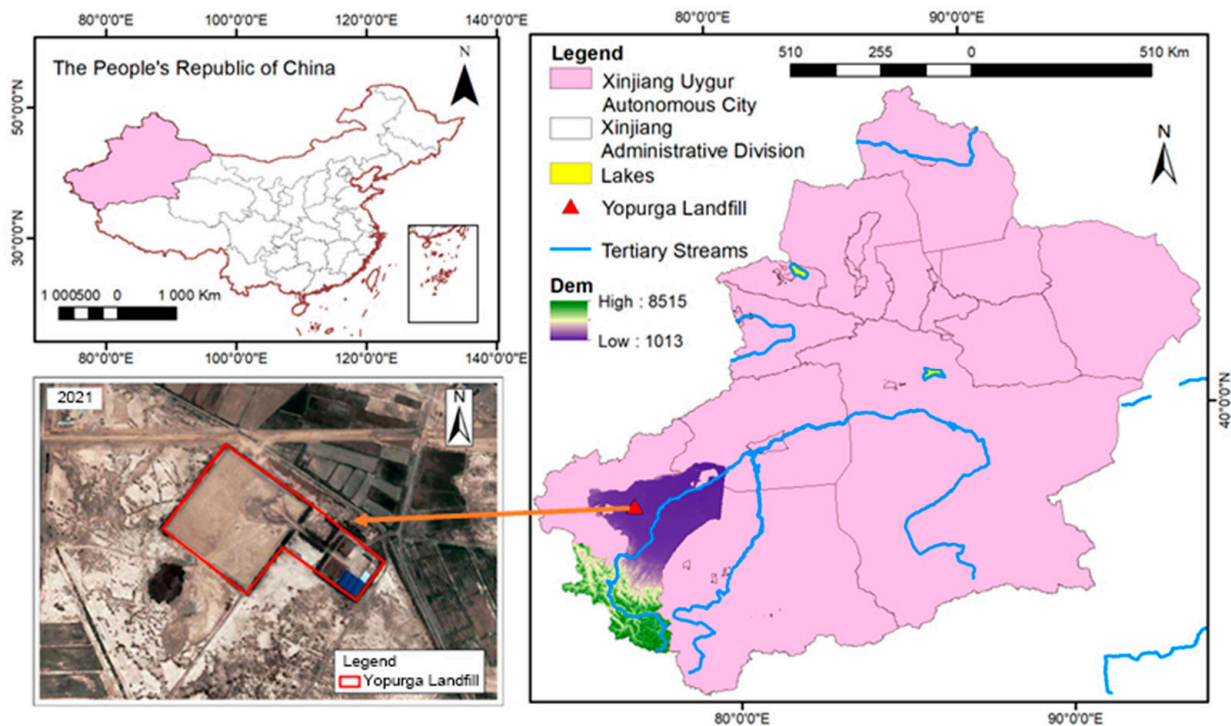 80°0'0"E 100°0'0"E 120°0'0"E 140°0'0"E
The People's Republic of China
N
50°0'0"N
30°0'0"N
1 000500 0 1 000 Km
80°0'0"E 100°0'0"E 120°0'0"E
2021
N
Legend
Yopurga Landfill
80°0'0"E 90°0'0"E
Legend
510 255 0 510 Km
Xinjiang Uygur
Autonomous City
Xinjiang
Administrative Division
Lakes
Yopurga Landfill
Tertiary Streams
Dem
High : 8515
Low : 1013
N
40°0'0"N
80°0'0"E 90°0'0"E